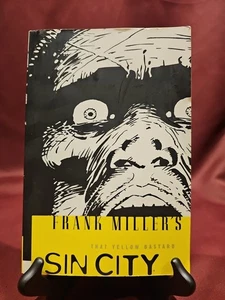 FRANK MILLER'S
THAT YELLOW BASTARD
SIN CITY